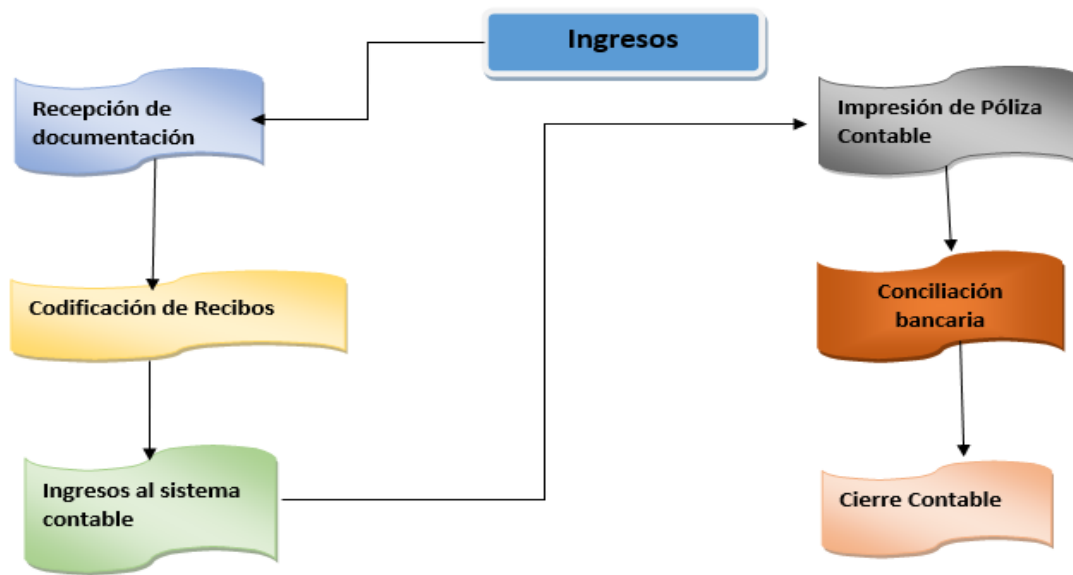 Ingresos
Recepción de
documentación
Codificación de Recibos
Ingresos al sistema
contable
Impresión de Póliza
Contable
Conciliación
bancaria
Cierre Contable